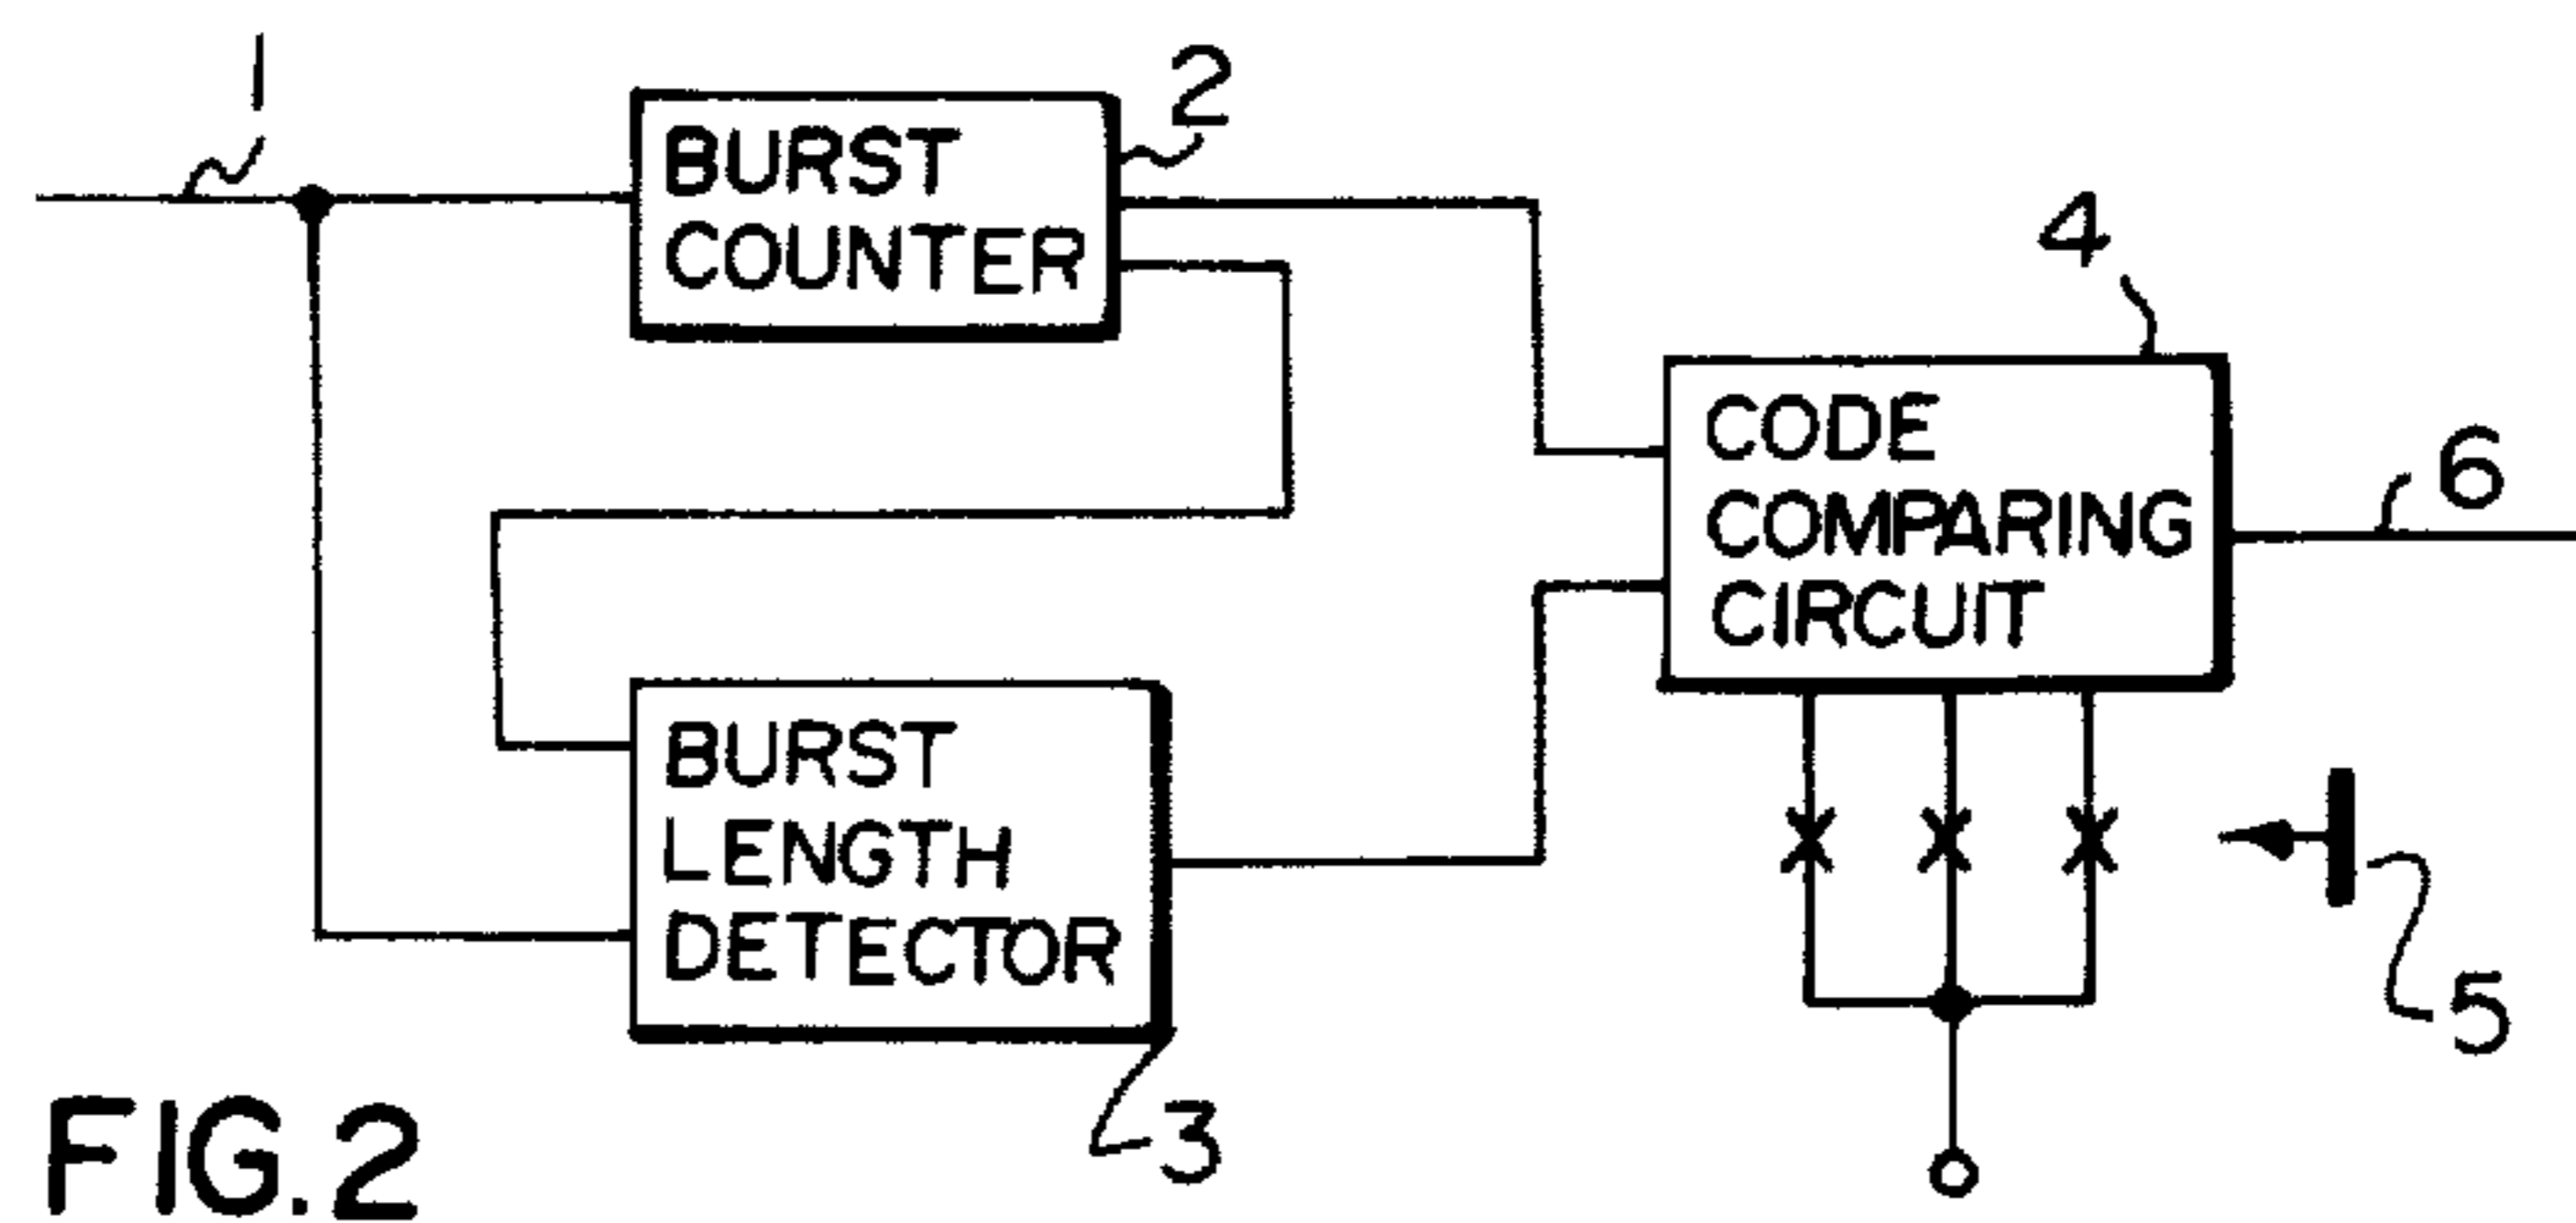 1
BURST
COUNTER
2
4
CODE
COMPARING
CIRCUIT
6
BURST
LENGTH
DETECTOR
3
5
FIG.2